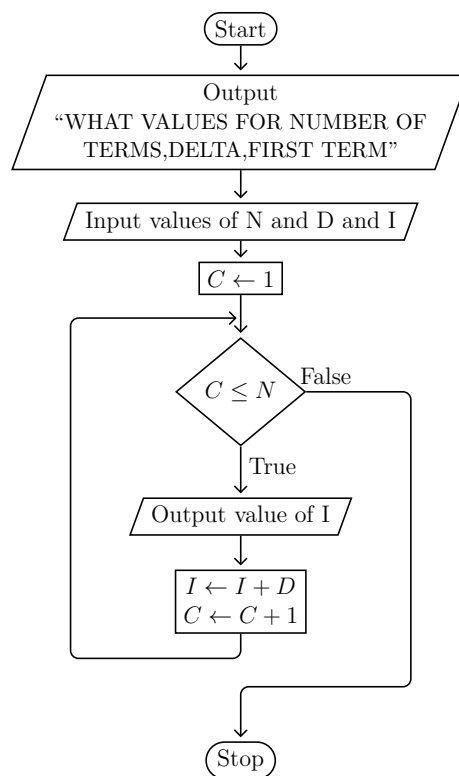 Start
Output
“WHAT VALUES FOR NUMBER OF
TERMS,DELTA,FIRST TERM”
Input values of N and D and I
C ← 1
C ≤ N
False
True
Output value of I
I ← I + D
C ← C + 1
Stop